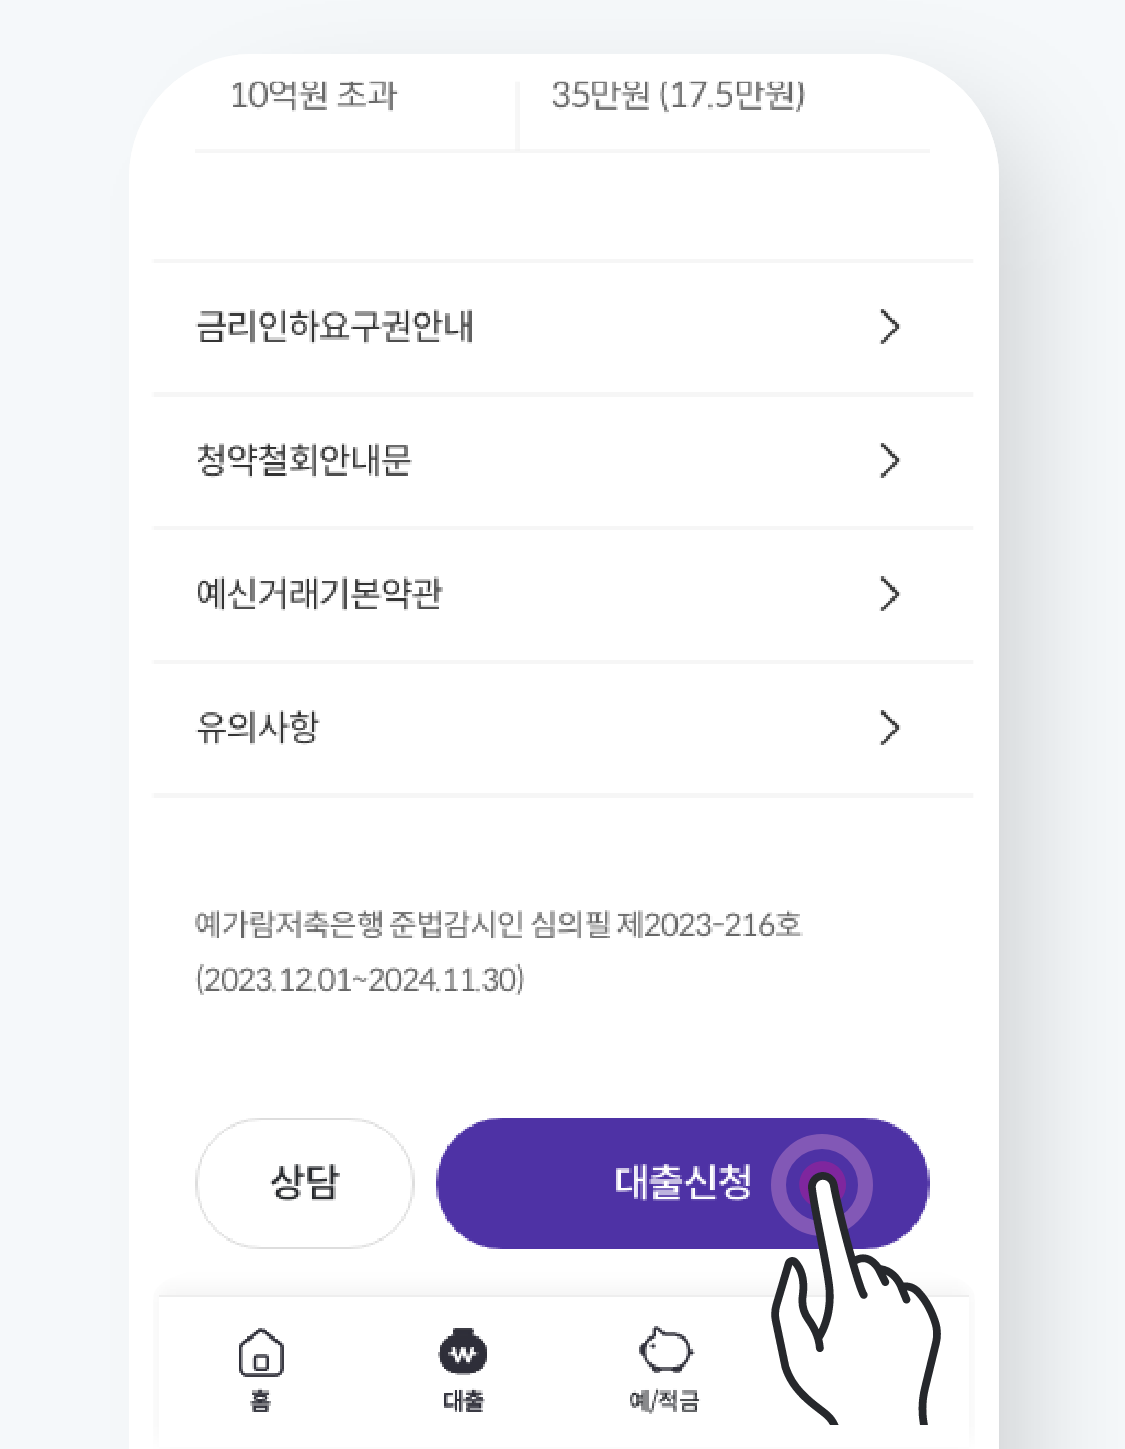 10억원 초과
35만원 (17.5만원)
금리인하요구권안내
청약철회안내문
예신거래기본약관
유의사항
예가람저축은행 준법감시인 심의필 제2023-216호
(2023.12.01~2024.11.30)
상담
대출신청
홈
대출
예/적금